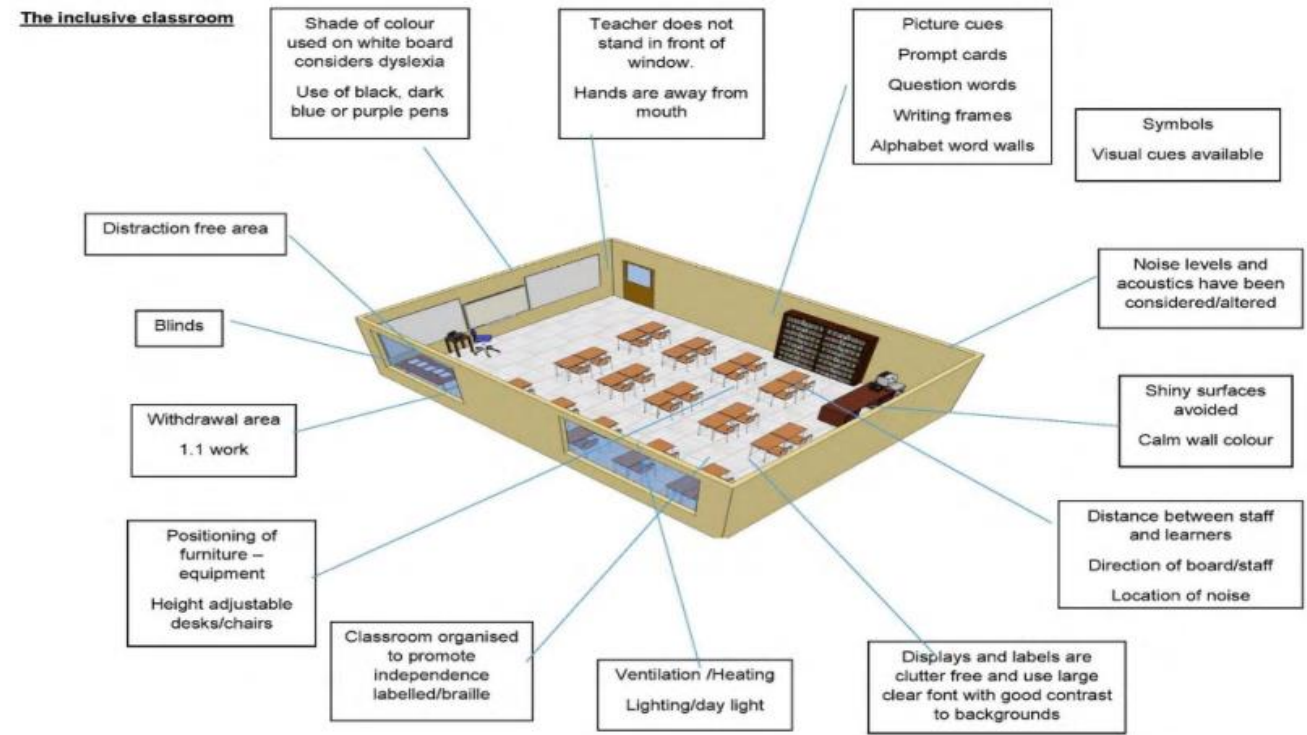 The inclusive classroom
Shade of colour
used on white board
considers dyslexia
Use of black, dark
blue or purple pens
Teacher does not
stand in front of
window.
Hands are away from
mouth
Picture cues
Prompt cards
Question words
Writing frames
Alphabet word walls
Symbols
Visual cues available
Distraction free area
Noise levels and
acoustics have been
considered/altered
Blinds
Shiny surfaces
avoided
Calm wall colour
Withdrawal area
1.1 work
Distance between staff
and learners
Direction of board/staff
Location of noise
Positioning of
furniture –
equipment
Height adjustable
desks/chairs
Classroom organised
to promote
independence
labelled/braille
Ventilation /Heating
Lighting/day light
Displays and labels are
clutter free and use large
clear font with good contrast
to backgrounds